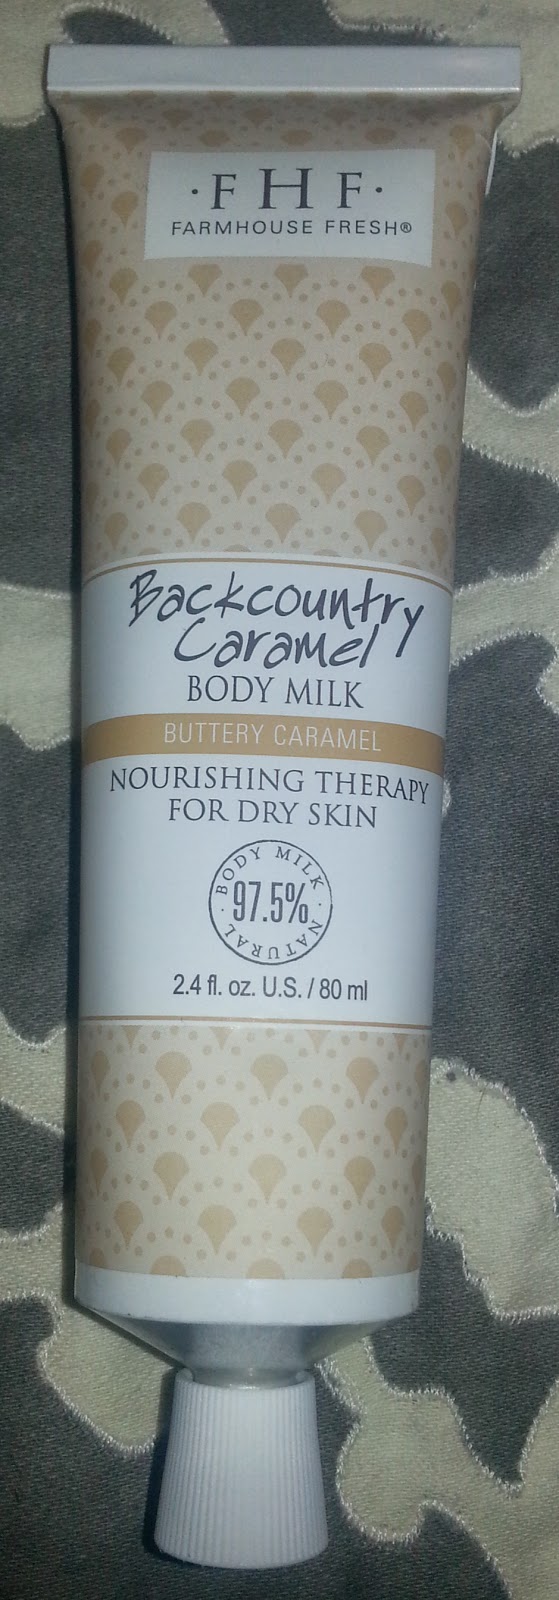 ·FHF·
FARMHOUSE FRESH®
Backcountry
Caramel
BODY MILK
BUTTERY CARAMEL
NOURISHING THERAPY
FOR DRY SKIN
BODY MILK
97.5%
· NATURAL ·
2.4 fl. oz. U.S. / 80 ml